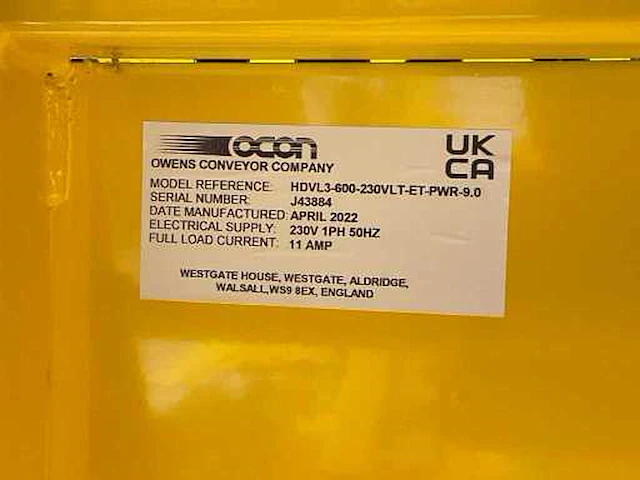 ocon
UK
CA
OWENS CONVEYOR COMPANY
MODEL REFERENCE: HDVL3-600-230VLT-ET-PWR-9.0
SERIAL NUMBER: J43884
DATE MANUFACTURED: APRIL 2022
ELECTRICAL SUPPLY: 230V 1PH 50HZ
FULL LOAD CURRENT: 11 AMP
WESTGATE HOUSE, WESTGATE, ALDRIDGE,
WALSALL, WS9 8EX, ENGLAND